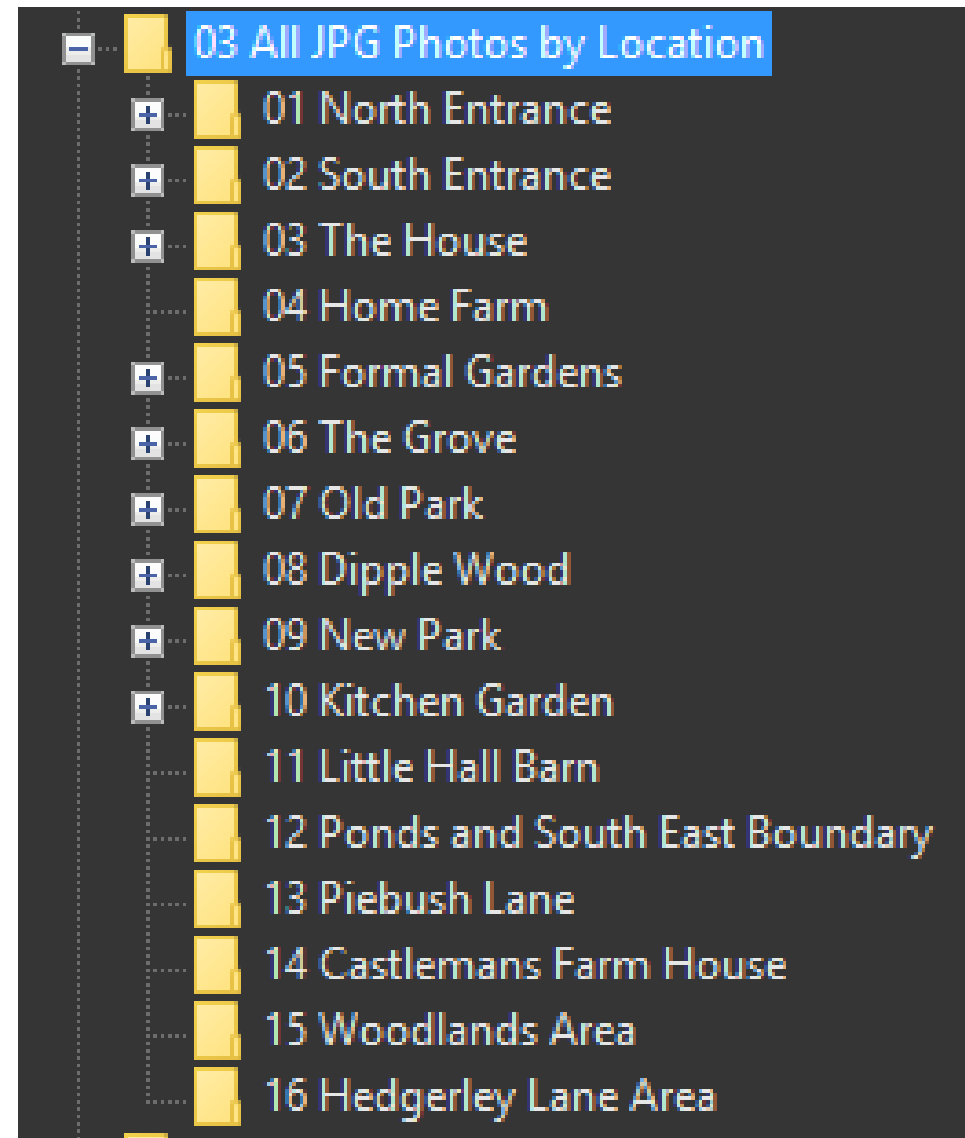 03 All JPG Photos by Location
01 North Entrance
02 South Entrance
03 The House
04 Home Farm
05 Formal Gardens
06 The Grove
07 Old Park
08 Dipple Wood
09 New Park
10 Kitchen Garden
11 Little Hall Barn
12 Ponds and South East Boundary
13 Piebush Lane
14 Castlemans Farm House
15 Woodlands Area
16 Hedgerley Lane Area